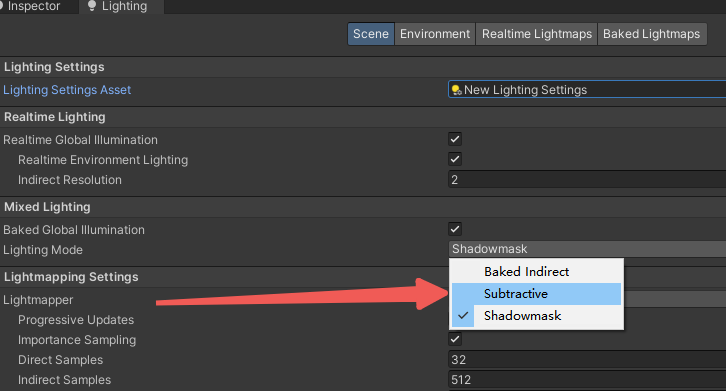 Inspector Lighting
Scene Environment Realtime Lightmaps Baked Lightmaps
Lighting Settings
Lighting Settings Asset New Lighting Settings
Realtime Lighting
Realtime Global Illumination
Realtime Environment Lighting
Indirect Resolution 2
Mixed Lighting
Baked Global Illumination
Lighting Mode Shadowmask
Baked Indirect
Lightmapping Settings
Subtractive
Lightmapper
Progressive Updates Shadowmask
Importance Sampling
Direct Samples 32
Indirect Samples 512